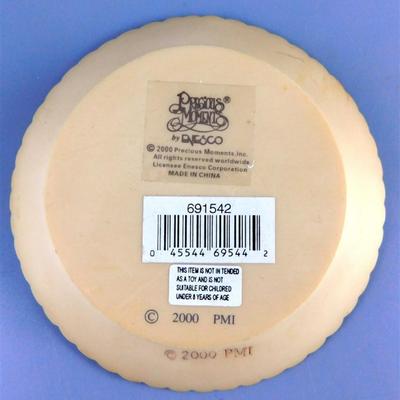 PRECIOUS®
MOMENTS
by ENESCO
© 2000 Precious Moments, Inc.
All rights reserved worldwide.
Licensee Enesco Corporation
MADE IN CHINA
691542
0 45544 69544 2
THIS ITEM IS NOT IN TENDED
AS A TOY AND IS NOT
SUITABLE FOR CHILDRED
UNDER 8 YEARS OF AGE
© 2000 PMI
© 2000 PMI